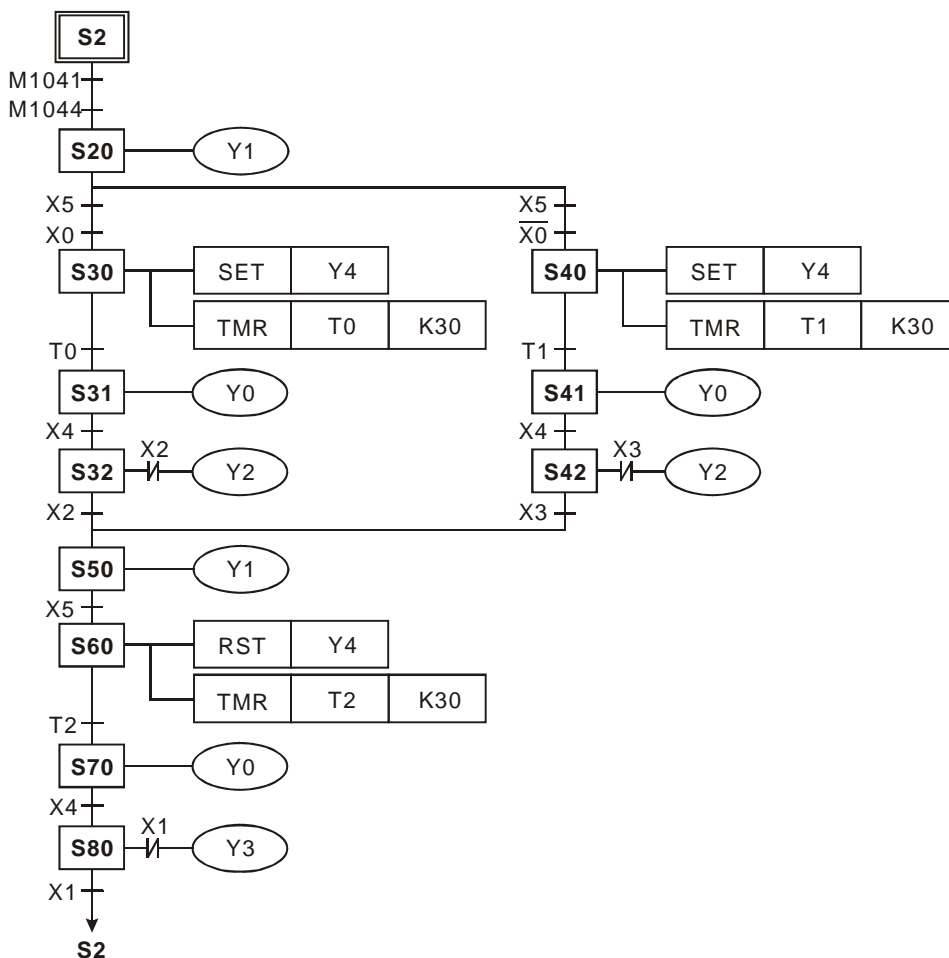 S2
M1041
M1044
S20 Y1
X5 X5
X0 X̅0̅
S30 SET Y4 S40 SET Y4
TMR T0 K30 TMR T1 K30
T0 T1
S31 Y0 S41 Y0
X4 X4
X2 X3
S32 Y2 S42 Y2
X2 X3
S50 Y1
X5
S60 RST Y4
TMR T2 K30
T2
S70 Y0
X4
X1
S80 Y3
X1
S2